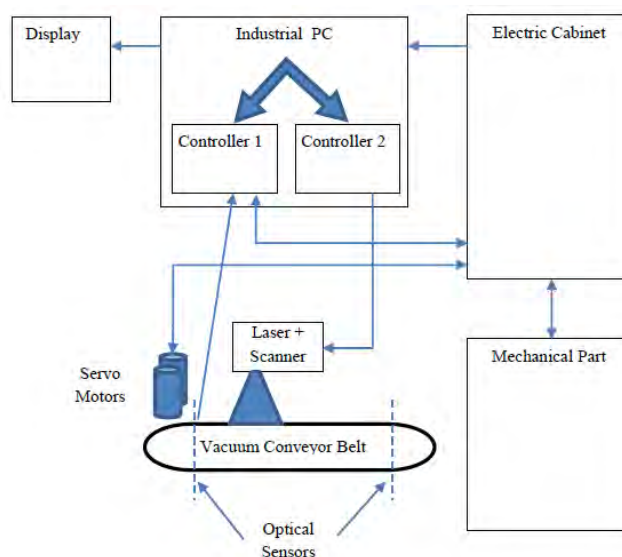 Display
Industrial PC
Electric Cabinet
Controller 1
Controller 2
Laser +
Scanner
Mechanical Part
Servo
Motors
Vacuum Conveyor Belt
Optical
Sensors